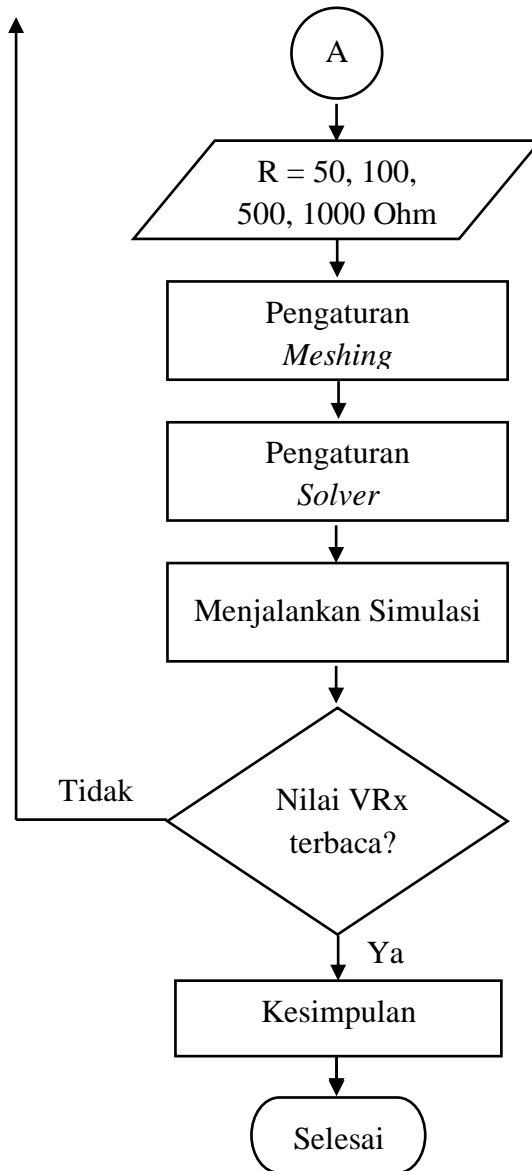 A
R = 50, 100,
500, 1000 Ohm
Pengaturan
Meshing
Pengaturan
Solver
Menjalankan Simulasi
Tidak
Nilai VRx
terbaca?
Ya
Kesimpulan
Selesai